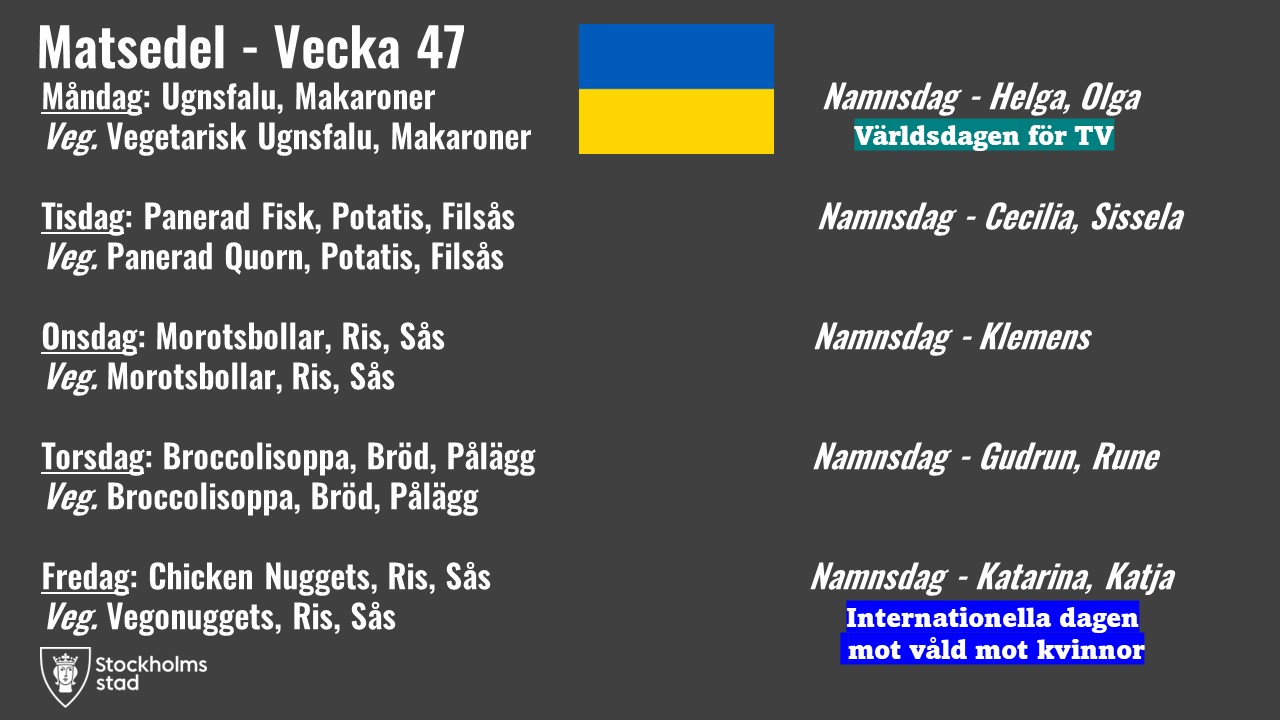 Matsedel - Vecka 47
Måndag: Ugnsfalu, Makaroner
Veg. Vegetarisk Ugnsfalu, Makaroner
Namnsdag - Helga, Olga
Världsdagen för TV
Tisdag: Panerad Fisk, Potatis, Filsås
Veg. Panerad Quorn, Potatis, Filsås
Namnsdag - Cecilia, Sissela
Onsdag: Morotsbollar, Ris, Sås
Veg. Morotsbollar, Ris, Sås
Namnsdag - Klemens
Torsdag: Broccolisoppa, Bröd, Pålägg
Veg. Broccolisoppa, Bröd, Pålägg
Namnsdag - Gudrun, Rune
Fredag: Chicken Nuggets, Ris, Sås
Veg. Vegonuggets, Ris, Sås
Namnsdag - Katarina, Katja
Internationella dagen
mot våld mot kvinnor
Stockholms
stad